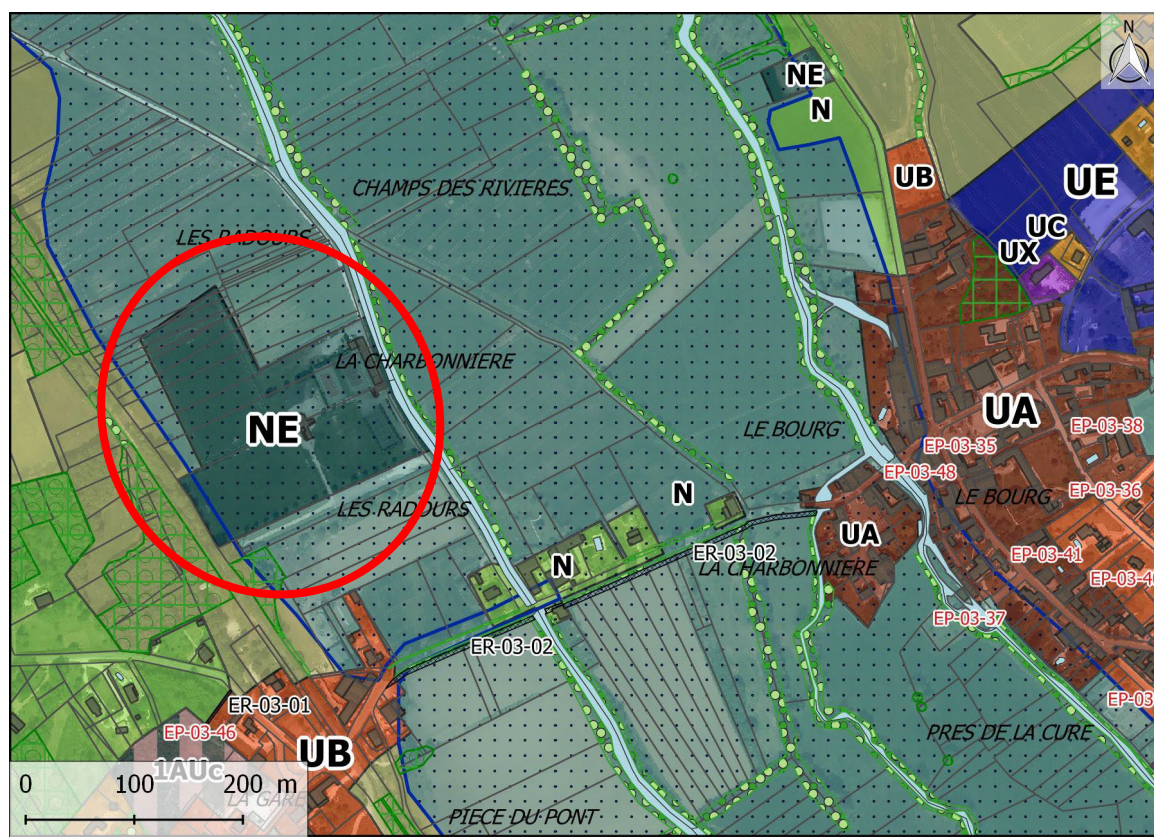 N
NE
N
CHAMPS DES RIVIERES
UB
UE
LES RADOURS
UC
UX
LA CHARBONNIERE
NE
LE BOURG
UA
EP-03-38
EP-03-35
EP-03-48
EP-03-36
LES RADOURS
N
LE BOURG
UA
ER-03-02
EP-03-41
N
LA CHARBONNIERE
EP-03-37
ER-03-02
ER-03-01
EP-03-46
PRES DE LA CURE
UB
1AUc
0 100 200 m
LA GARE
PIECE DU PONT